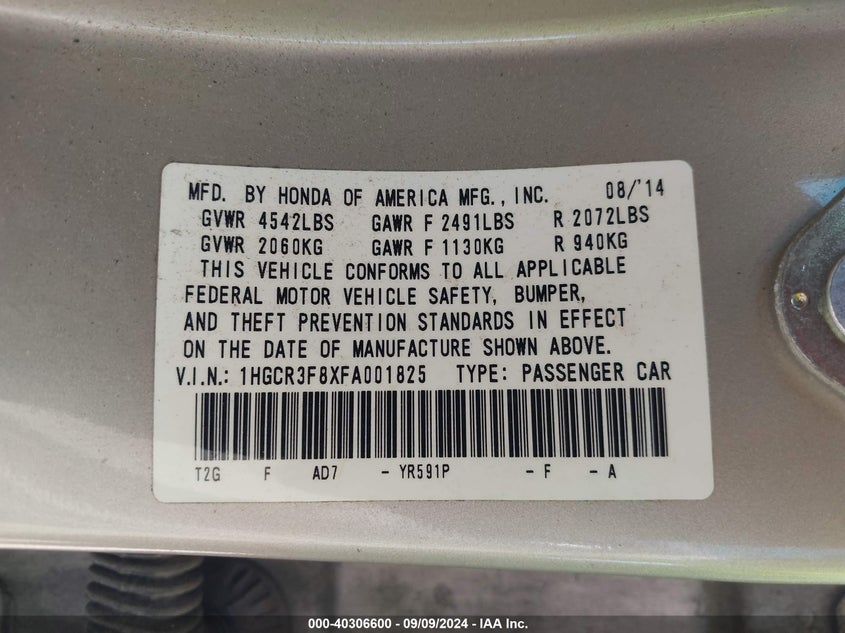 MFD. BY HONDA OF AMERICA MFG., INC. 08/'14
GVWR 4542LBS GAWR F 2491LBS R 2072LBS
GVWR 2060KG GAWR F 1130KG R 940KG
THIS VEHICLE CONFORMS TO ALL APPLICABLE
FEDERAL MOTOR VEHICLE SAFETY, BUMPER,
AND THEFT PREVENTION STANDARDS IN EFFECT
ON THE DATE OF MANUFACTURE SHOWN ABOVE.
V.I.N.: 1HGCR3F8XFA001825 TYPE: PASSENGER CAR
T2G F AD7 - YR591P - F - A
000-40306600 - 09/09/2024 - IAA Inc.